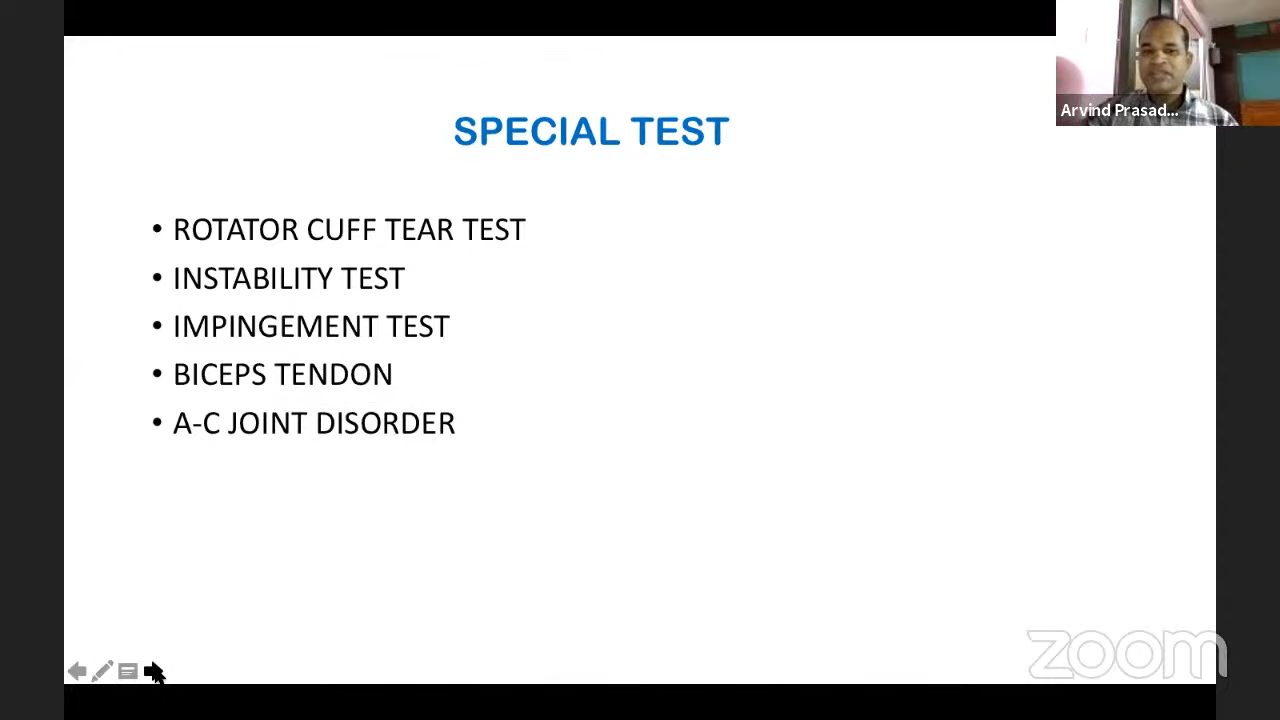 Arvind Prasad...
SPECIAL TEST
• ROTATOR CUFF TEAR TEST
• INSTABILITY TEST
• IMPINGEMENT TEST
• BICEPS TENDON
• A-C JOINT DISORDER
zoom